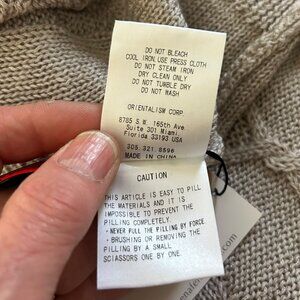 DO NOT BLEACH
COOL IRON USE PRESS CLOTH
DO NOT STEAM IRON
DRY CLEAN ONLY
DO NOT TUMBLE DRY
DO NOT WASH
ORIENTALISM CORP
8785 S.W. 165th Ave
Suite 301 Miami,
Florida 33193 USA
305 321 8596
MADE IN CHINA
CAUTION
THIS ARTICLE IS EASY TO PILL
THE MATERIALS AND IT IS
IMPOSSIBLE TO PREVENT THE
PILLING COMPLETELY.
• NEVER PULL THE PILLING BY FORCE
• BRUSHING OR REMOVING THE
PILLING BY A SMALL
SCISSORS ONE BY ONE.